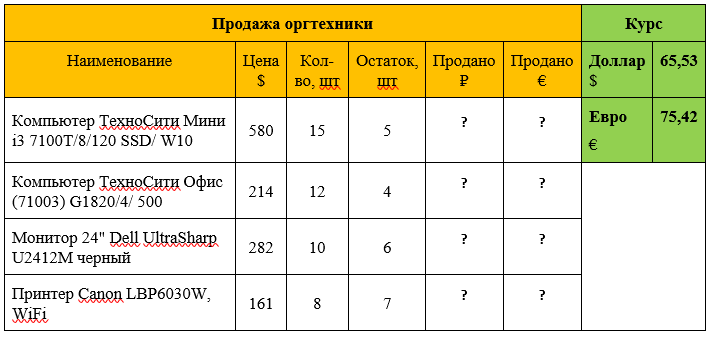 Продажа оргтехники Курс
Наименование Цена Кол- Остаток, Продано Продано Доллар 65,53
$ во, шт шт ₽ € $
Компьютер ТехноСити Мини 580 15 5 ? ? Евро 75,42
i3 7100T/8/120 SSD/ W10 €
Компьютер ТехноСити Офис 214 12 4 ? ?
(71003) G1820/4/ 500
Монитор 24" Dell UltraSharp 282 10 6 ? ?
U2412M черный
Принтер Canon LBP6030W, 161 8 7 ? ?
WiFi